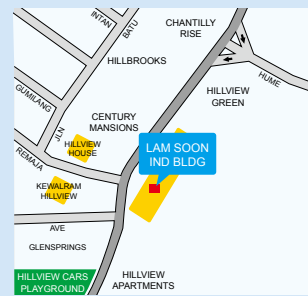 INTAN
BATU
CHANTILLY
RISE
HILLBROOKS
HUME
GUMILANG
HILLVIEW
GREEN
CENTURY
MANSIONS
JLN
HILLVIEW
HOUSE
REMAJA
LAM SOON
IND BLDG
KEWALRAM
HILLVIEW
AVE
GLENSPRINGS
HILLVIEW CARS
PLAYGROUND
HILLVIEW
APARTMENTS